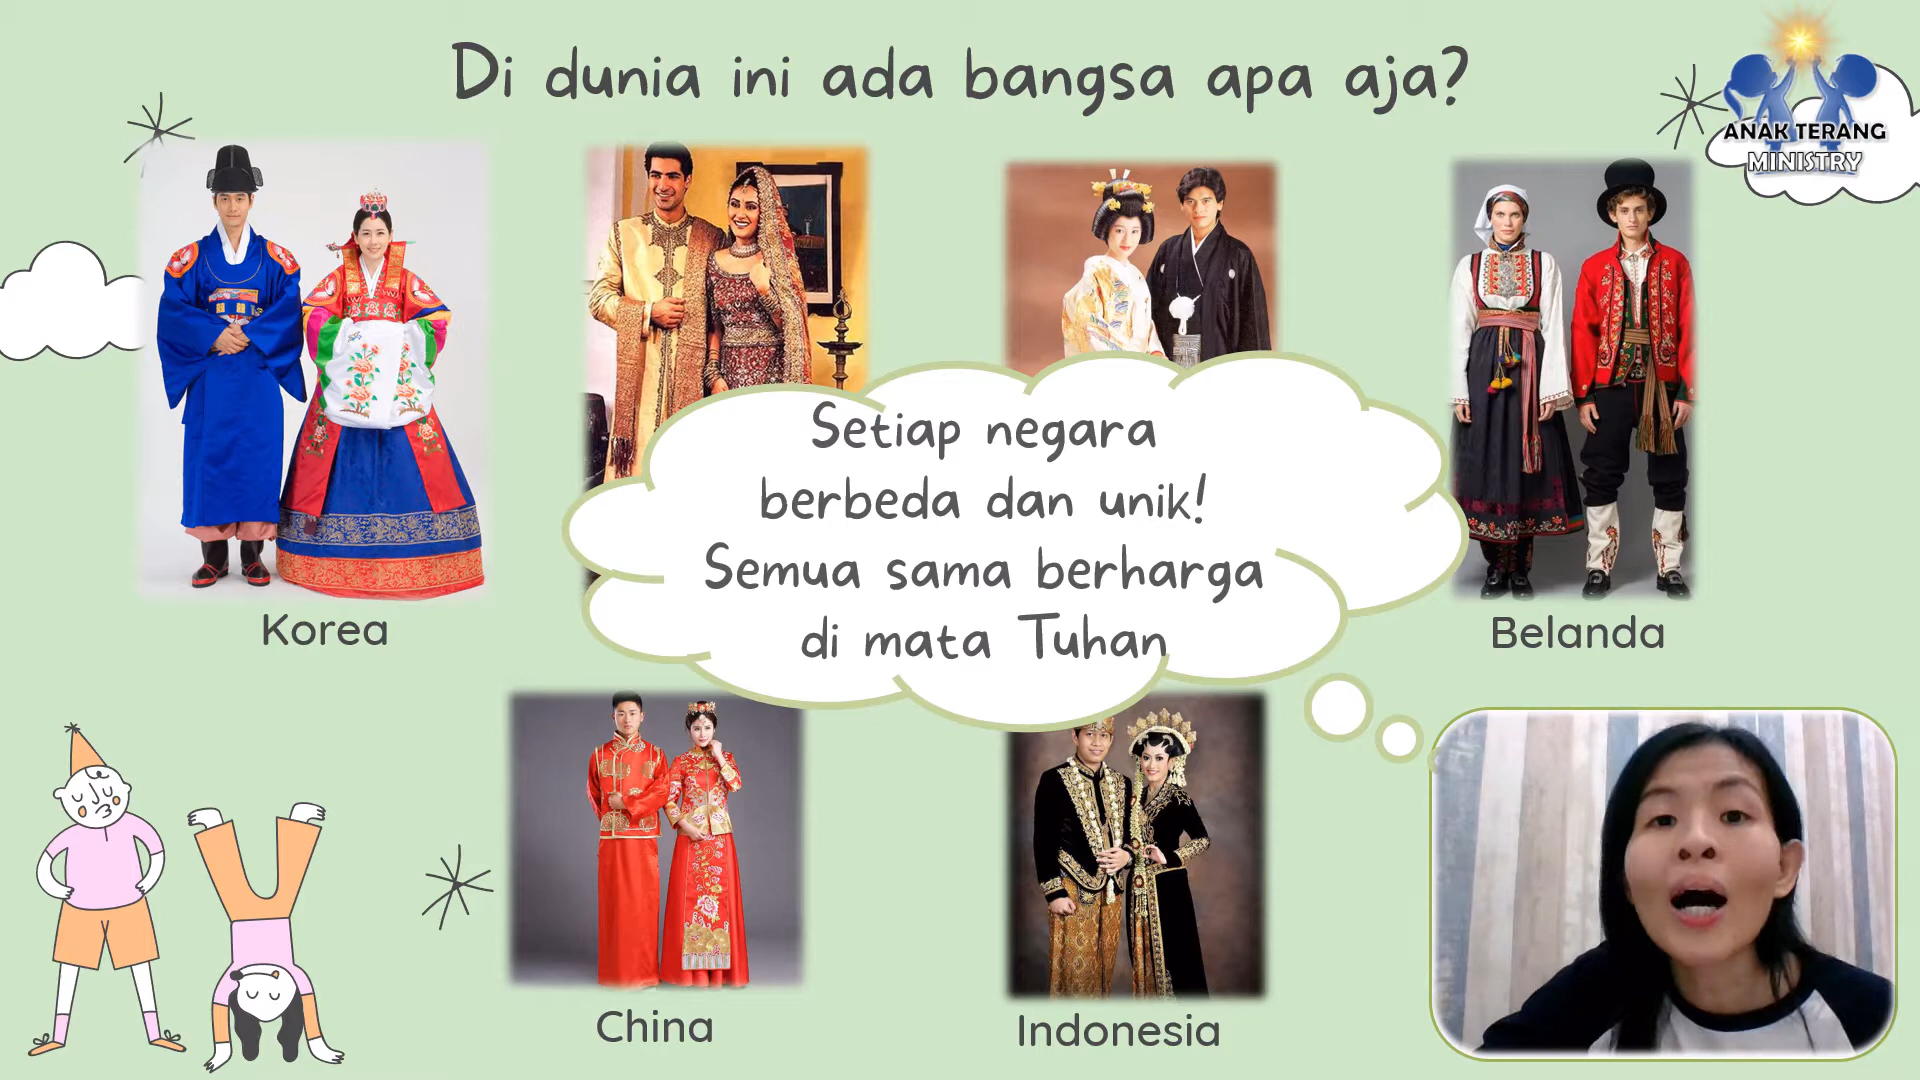 Di dunia ini ada bangsa apa aja?
ANAK TERANG
MINISTRY
Setiap negara
berbeda dan unik!
Semua sama berharga
di mata Tuhan
Korea
Belanda
China
Indonesia